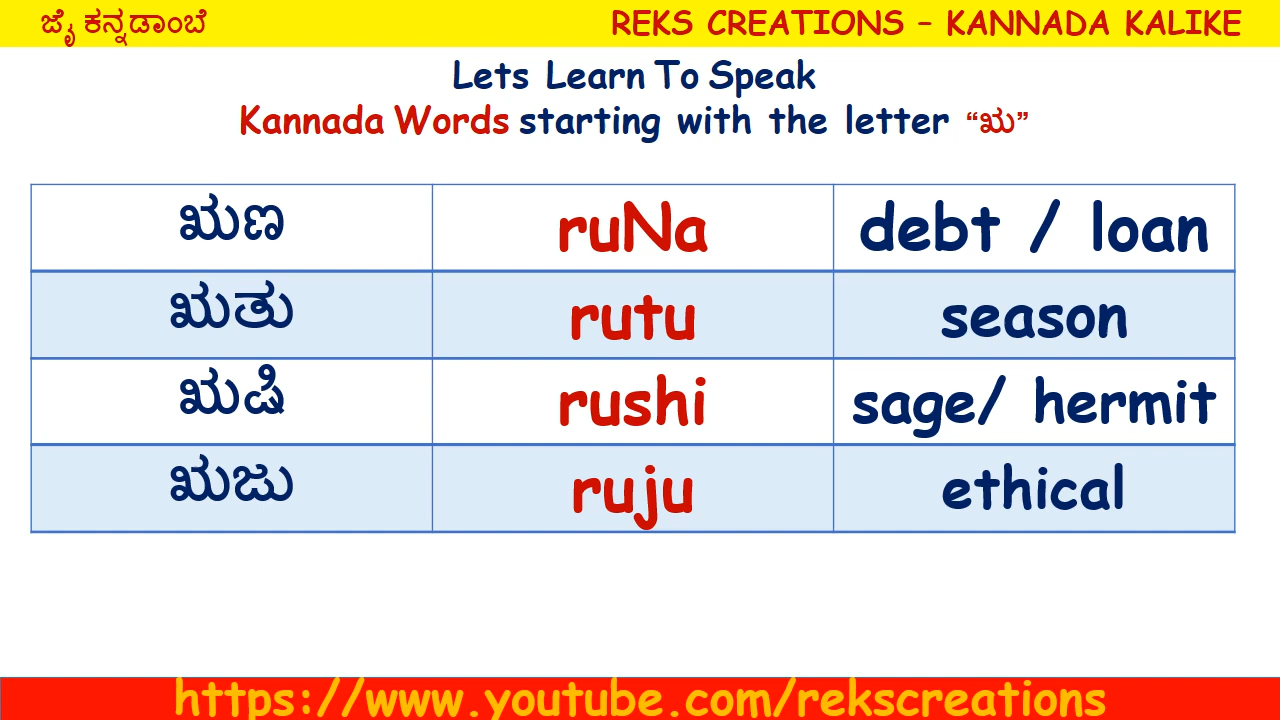 ಜೈ ಕನ್ನಡಾಂಬೆ REKS CREATIONS – KANNADA KALIKE
Lets Learn To Speak
Kannada Words starting with the letter “ಋ”
ಋಣ ruNa debt / loan
ಋತು rutu season
ಋಷಿ rushi sage/ hermit
ಋಜು ruju ethical
https://www.youtube.com/rekscreations